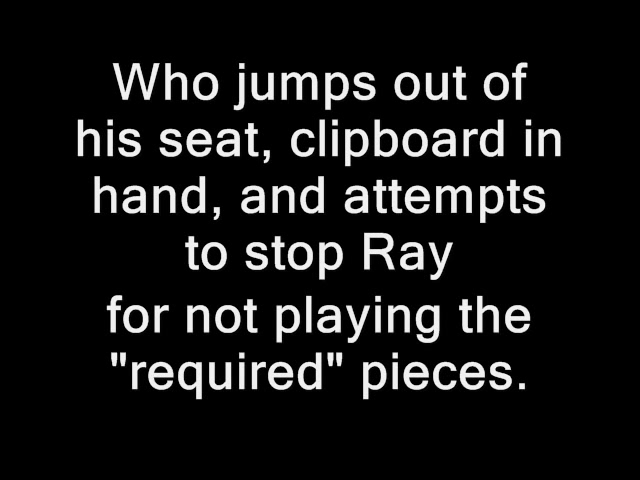 Who jumps out of
his seat, clipboard in
hand, and attempts
to stop Ray
for not playing the
"required" pieces.